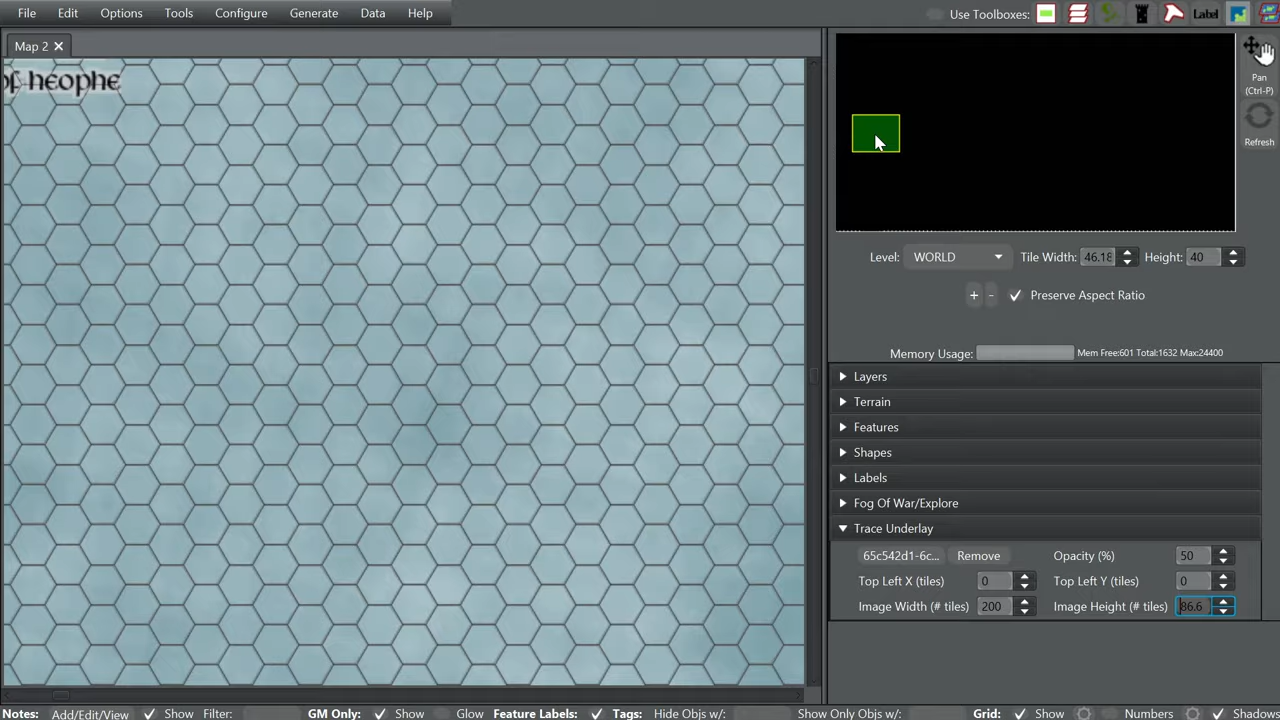 File Edit Options Tools Configure Generate Data Help
Use Toolboxes: Label
Map 2
of heophe
Pan
(Ctrl-P)
Refresh
Level: WORLD Tile Width: 46.18 Height: 40
+ - Preserve Aspect Ratio
Memory Usage: Mem Free:601 Total:1632 Max:24400
Layers
Terrain
Features
Shapes
Labels
Fog Of War/Explore
Trace Underlay
65c542d1-6c... Remove Opacity (%) 50
Top Left X (tiles) 0 Top Left Y (tiles) 0
Image Width (# tiles) 200 Image Height (# tiles) 86.6
Notes: Add/Edit/View Show Filter: GM Only: Show Glow Feature Labels: Tags: Hide Objs w/: Show Only Objs w/: Grid: Show Numbers Shadows